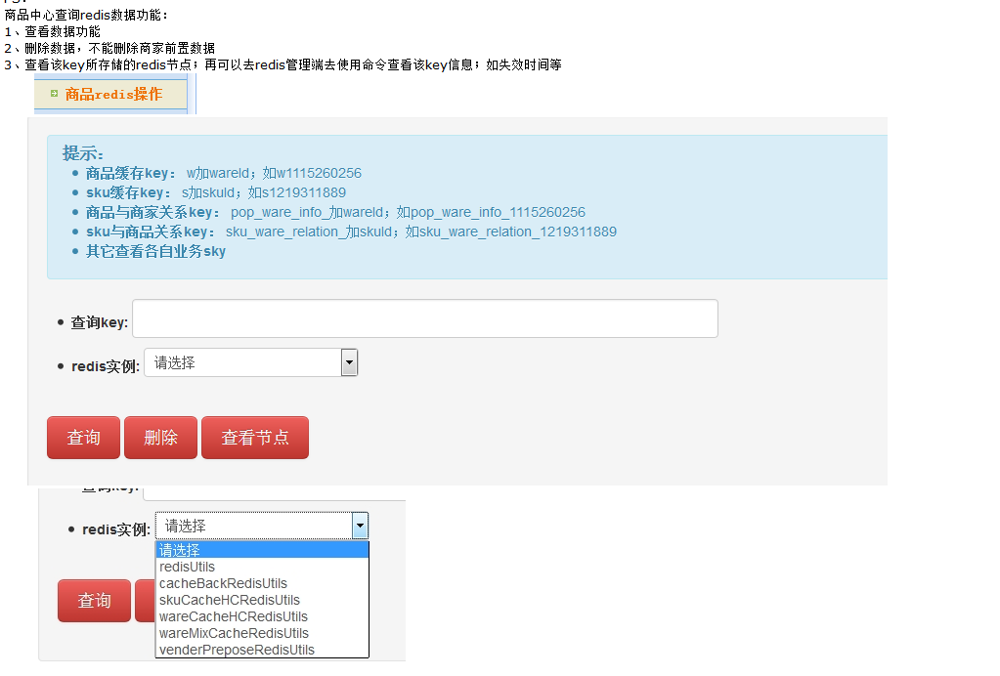 商品中心查询redis数据功能：
1、查看数据功能
2、删除数据，不能删除商家前置数据
3、查看该key所存储的redis节点；再可以去redis管理端去使用命令查看该key信息；如失效时间等
商品redis操作
提示：
商品缓存key： w加wareId；如w1115260256
sku缓存key： s加skuId；如s1219311889
商品与商家关系key： pop_ware_info_加wareId；如pop_ware_info_1115260256
sku与商品关系key： sku_ware_relation_加skuId；如sku_ware_relation_1219311889
其它查看各自业务sky
查询key:
redis实例: 请选择
查询 删除 查看节点
查询key:
redis实例: 请选择
请选择
redisUtils
cacheBackRedisUtils
skuCacheHCRedisUtils
查询
wareCacheHCRedisUtils
wareMixCacheRedisUtils
venderPreposeRedisUtils